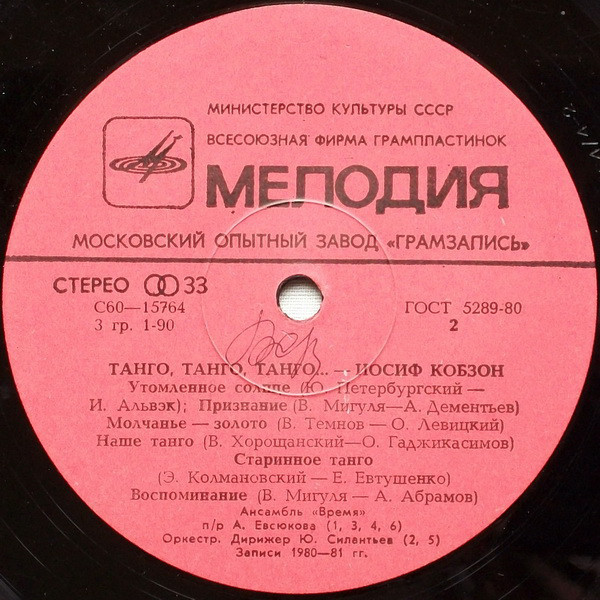 МИНИСТЕРСТВО КУЛЬТУРЫ СССР
ВСЕСОЮЗНАЯ ФИРМА ГРАМПЛАСТИНОК
МЕЛОДИЯ
МОСКОВСКИЙ ОПЫТНЫЙ ЗАВОД «ГРАМЗАПИСЬ»
СТЕРЕО 33
С60—15764 ГОСТ 5289-80
3 гр. 1-90 2
ТАНГО, ТАНГО, ТАНГО... — ИОСИФ КОБЗОН
Утомленное солнце (Ю. Петербургский —
И. Альвэк); Признание (В. Мигуля—А. Дементьев)
Молчанье — золото (В. Темнов — О. Левицкий)
Наше танго (В. Хорощанский—О. Гаджикасимов)
Старинное танго
(Э. Колмановский — Е. Евтушенко)
Воспоминание (В. Мигуля — А. Абрамов)
Ансамбль «Время»
п/р А. Евсюкова (1, 3, 4, 6)
Оркестр. Дирижер Ю. Силантьев (2, 5)
Записи 1980—81 гг.